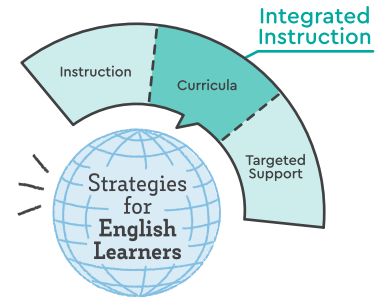 Integrated
Instruction
Instruction
Curricula
Targeted
Support
Strategies
for
English
Learners